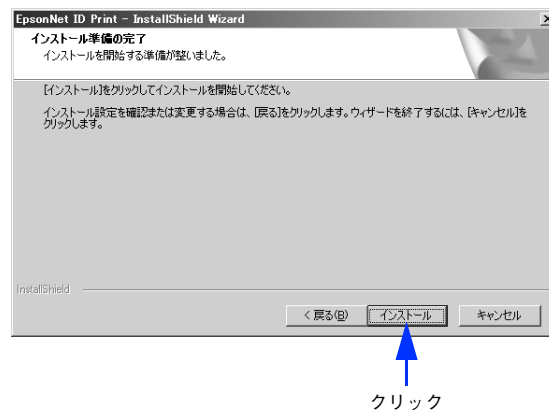 EpsonNet ID Print - InstallShield Wizard
インストール準備の完了
インストールを開始する準備が整いました。
[インストール]をクリックしてインストールを開始してください。
インストール設定を確認または変更する場合は、[戻る]をクリックします。ウィザードを終了するには、[キャンセル]を
クリックします。
InstallShield
< 戻る(B)
インストール
キャンセル
クリック